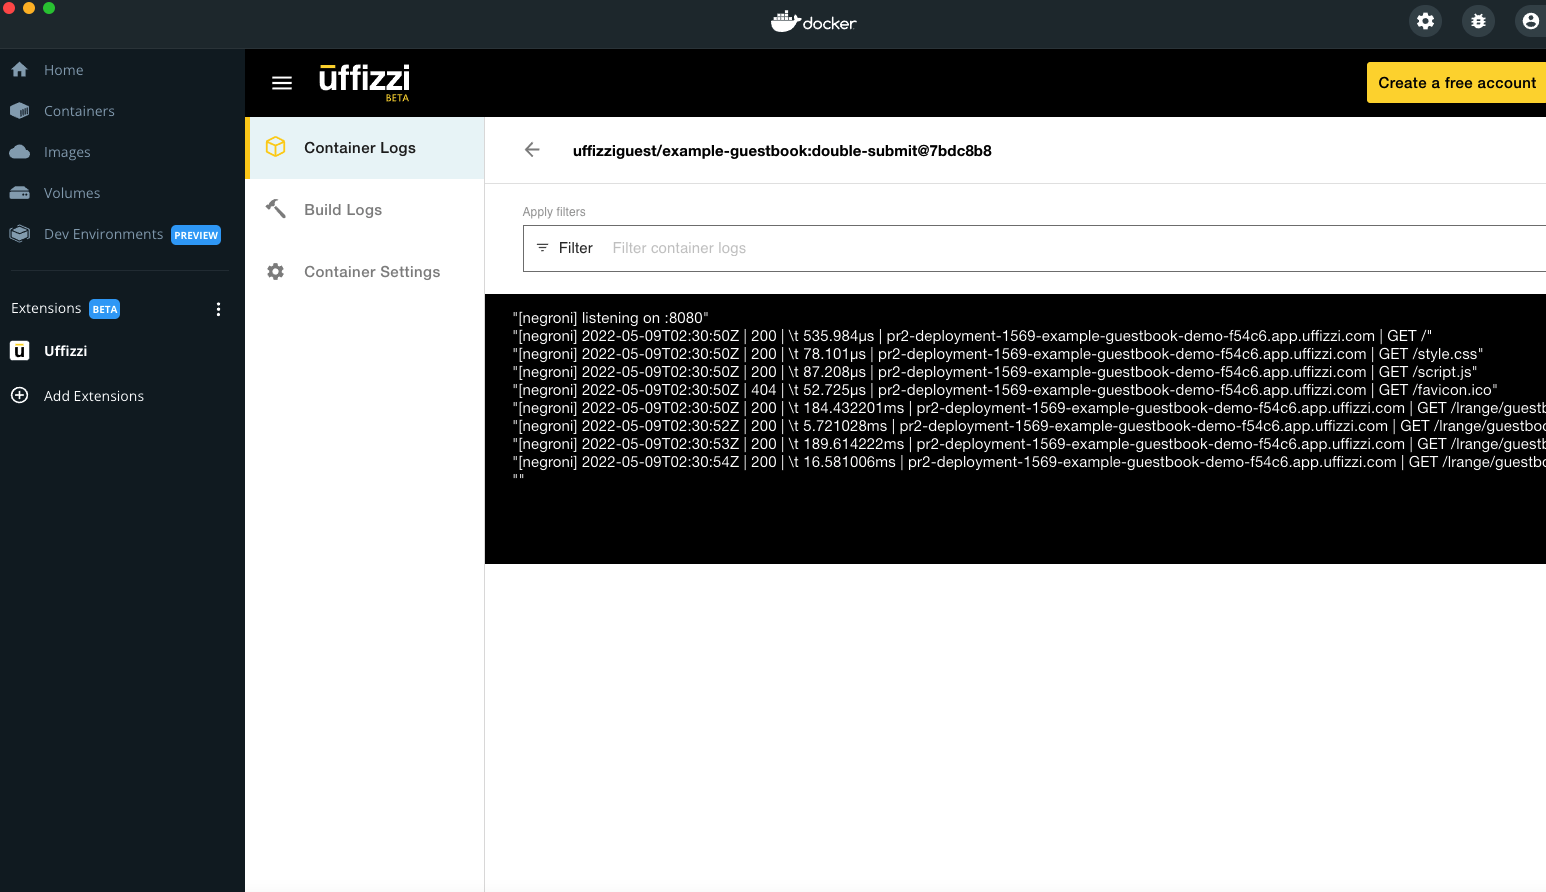 docker
Home
Containers
Images
Volumes
Dev Environments PREVIEW
Extensions BETA
ū Uffizzi
Add Extensions
ūffizzi
BETA
Create a free account
Container Logs
Build Logs
Container Settings
uffizziguest/example-guestbook:double-submit@7bdc8b8
Apply filters
Filter Filter container logs
"[negroni] listening on :8080"
"[negroni] 2022-05-09T02:30:50Z | 200 | \t 535.984µs | pr2-deployment-1569-example-guestbook-demo-f54c6.app.uffizzi.com | GET /"
"[negroni] 2022-05-09T02:30:50Z | 200 | \t 78.101µs | pr2-deployment-1569-example-guestbook-demo-f54c6.app.uffizzi.com | GET /style.css"
"[negroni] 2022-05-09T02:30:50Z | 200 | \t 87.208µs | pr2-deployment-1569-example-guestbook-demo-f54c6.app.uffizzi.com | GET /script.js"
"[negroni] 2022-05-09T02:30:50Z | 404 | \t 52.725µs | pr2-deployment-1569-example-guestbook-demo-f54c6.app.uffizzi.com | GET /favicon.ico"
"[negroni] 2022-05-09T02:30:50Z | 200 | \t 184.432201ms | pr2-deployment-1569-example-guestbook-demo-f54c6.app.uffizzi.com | GET /lrange/guestb
"[negroni] 2022-05-09T02:30:52Z | 200 | \t 5.721028ms | pr2-deployment-1569-example-guestbook-demo-f54c6.app.uffizzi.com | GET /lrange/guestboo
"[negroni] 2022-05-09T02:30:53Z | 200 | \t 189.614222ms | pr2-deployment-1569-example-guestbook-demo-f54c6.app.uffizzi.com | GET /lrange/guestb
"[negroni] 2022-05-09T02:30:54Z | 200 | \t 16.581006ms | pr2-deployment-1569-example-guestbook-demo-f54c6.app.uffizzi.com | GET /lrange/guestbo
""